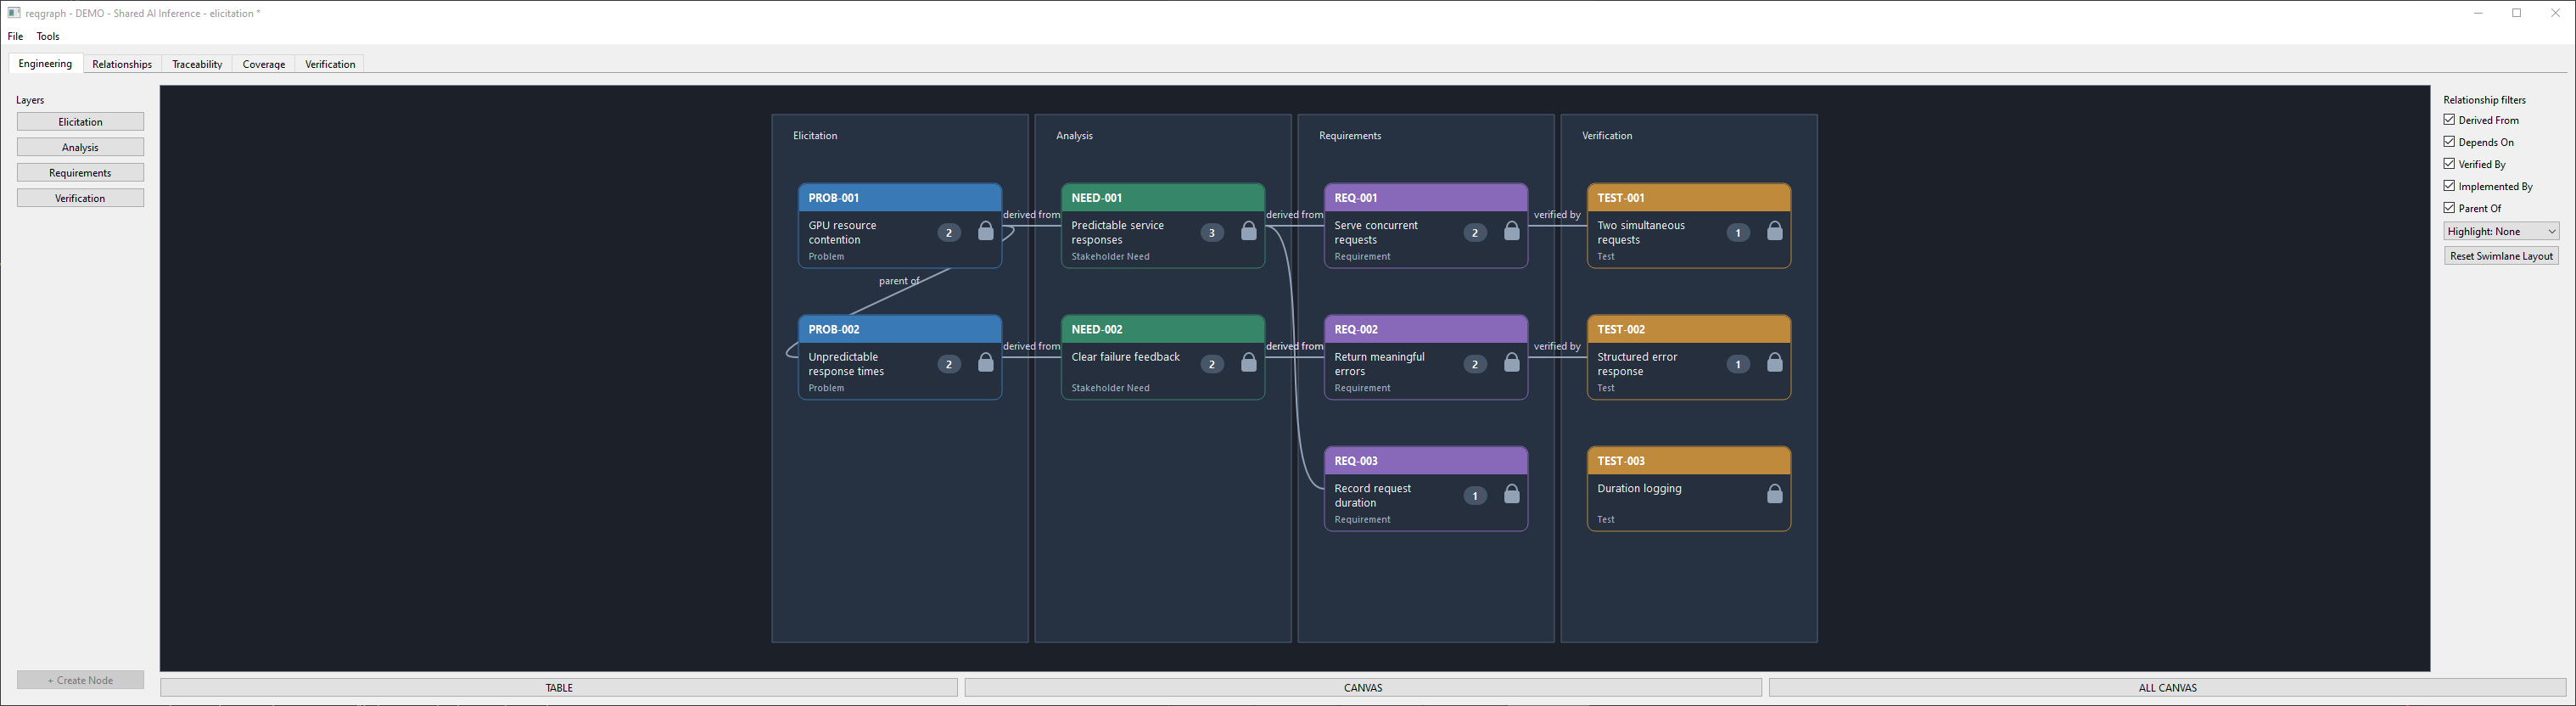 reqgraph - DEMO - Shared AI Inference - elicitation *
File Tools
Engineering Relationships Traceability Coverage Verification
Layers
Elicitation
Analysis
Requirements
Verification
+ Create Node
Elicitation
PROB-001
GPU resource
contention
2
Problem
parent of
PROB-002
Unpredictable
response times
2
Problem
derived from
derived from
Analysis
NEED-001
Predictable service
responses
3
Stakeholder Need
NEED-002
Clear failure feedback
2
Stakeholder Need
derived from
derived from
Requirements
REQ-001
Serve concurrent
requests
2
Requirement
REQ-002
Return meaningful
errors
2
Requirement
REQ-003
Record request
duration
1
Requirement
verified by
verified by
Verification
TEST-001
Two simultaneous
requests
1
Test
TEST-002
Structured error
response
1
Test
TEST-003
Duration logging
Test
Relationship filters
Derived From
Depends On
Verified By
Implemented By
Parent Of
Highlight: None
Reset Swimlane Layout
TABLE CANVAS ALL CANVAS